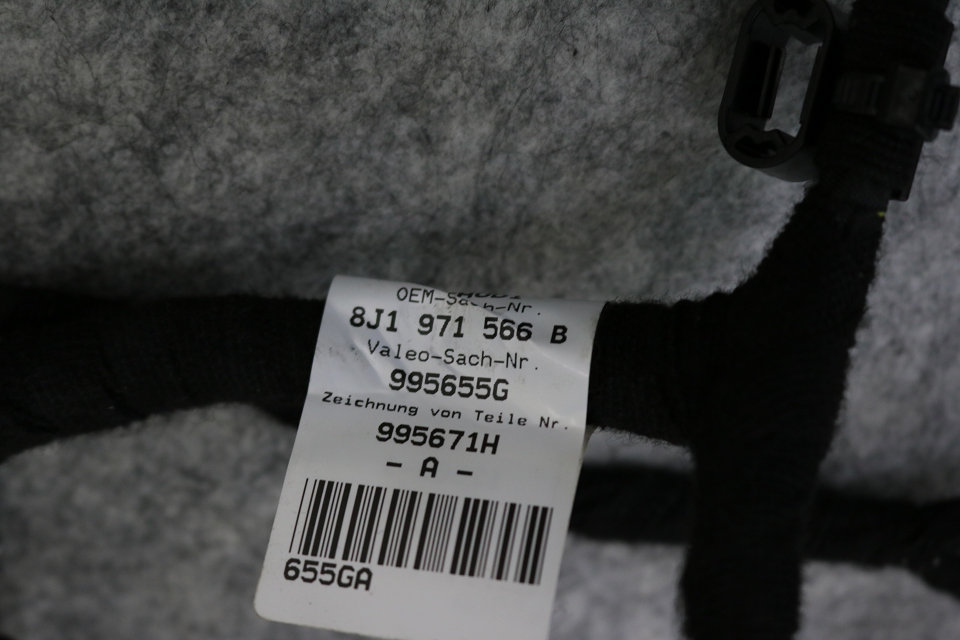 OEM-Sach-Nr.
8J1 971 566 B
Valeo-Sach-Nr.
995655G
Zeichnung von Teile Nr.
995671H
- A -
655GA